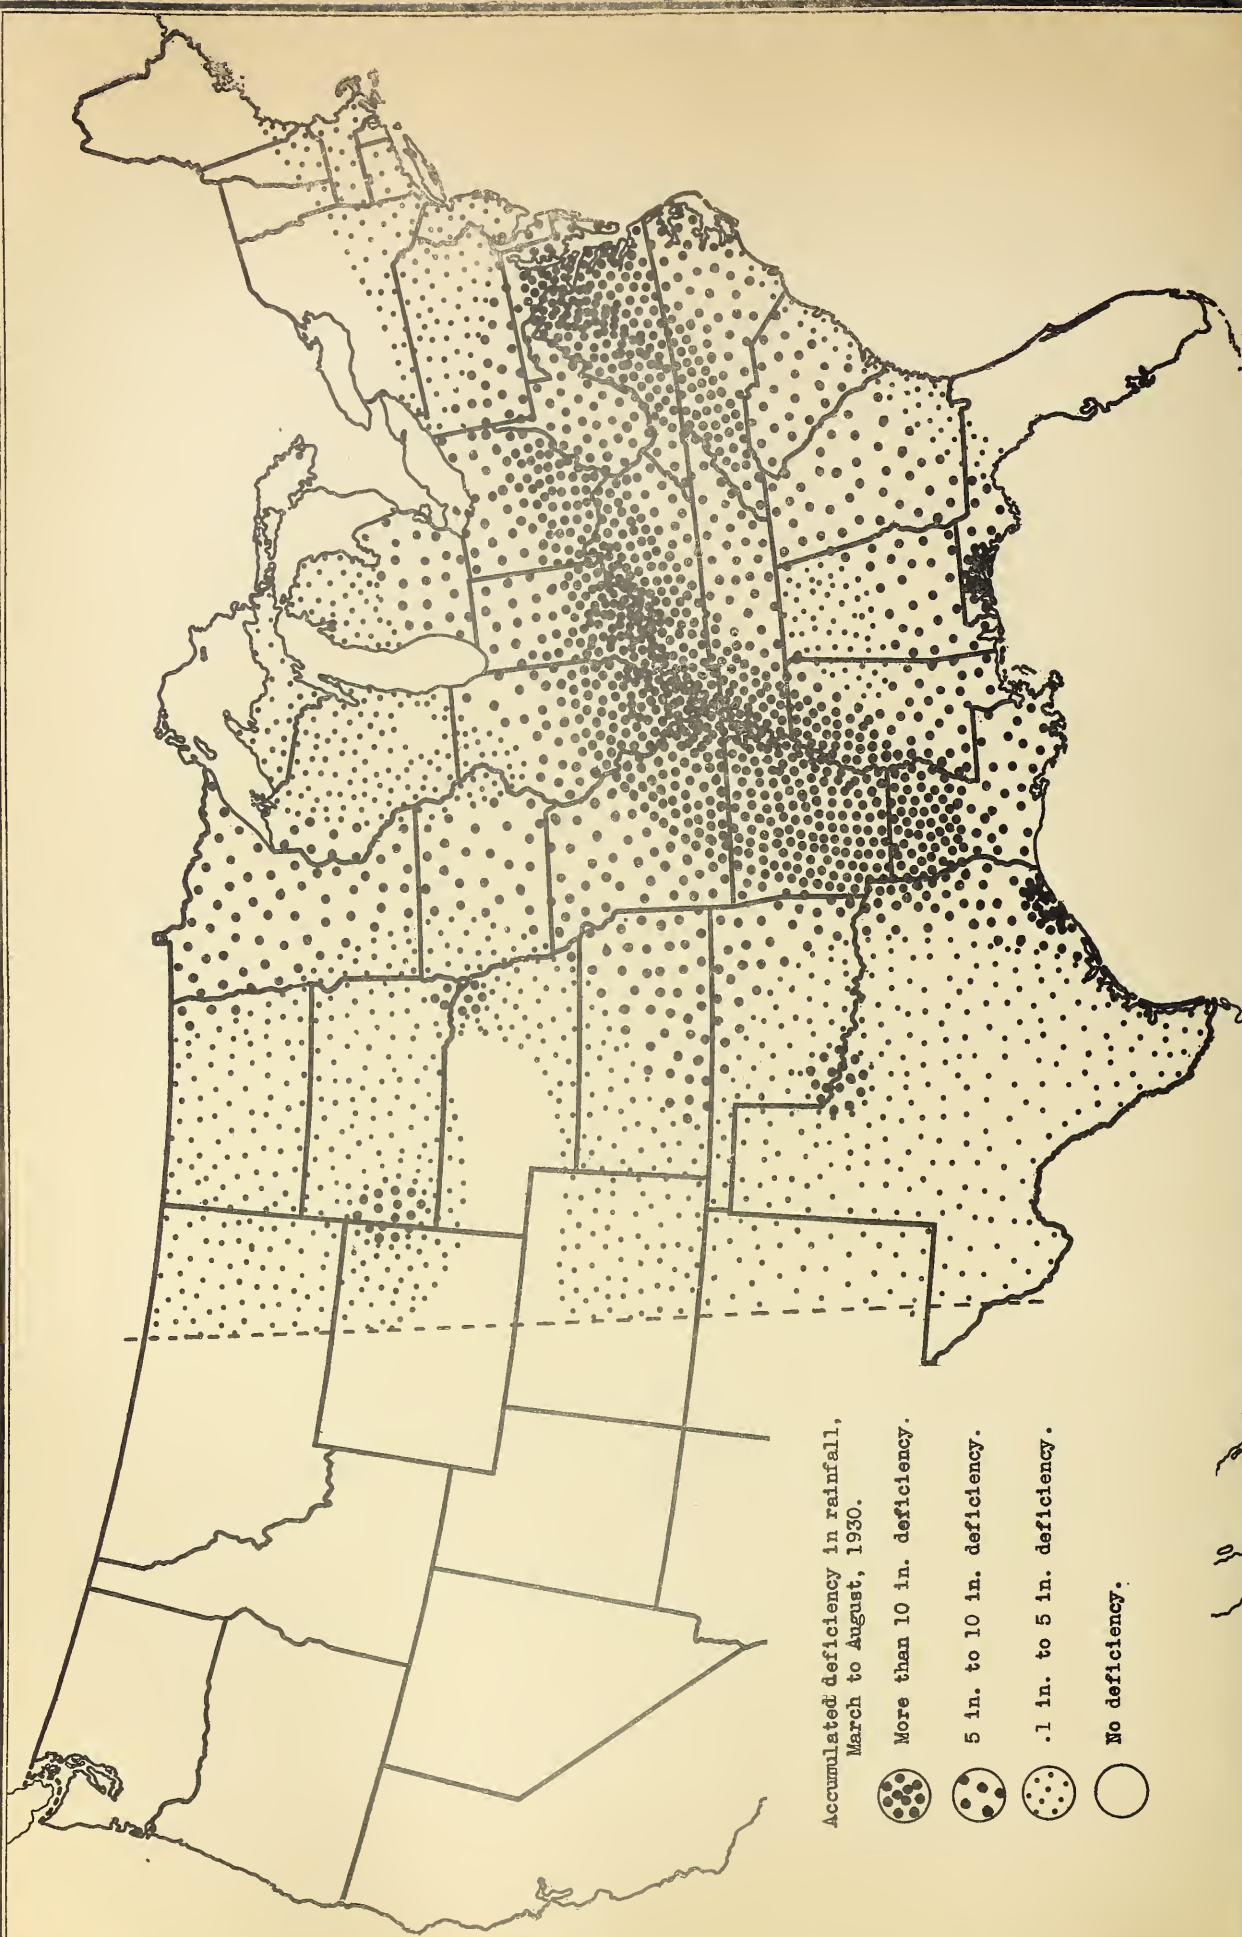 Accumulated deficiency in rainfall,
March to August, 1930.
More than 10 in. deficiency.
5 in. to 10 in. deficiency.
.1 in. to 5 in. deficiency.
No deficiency.